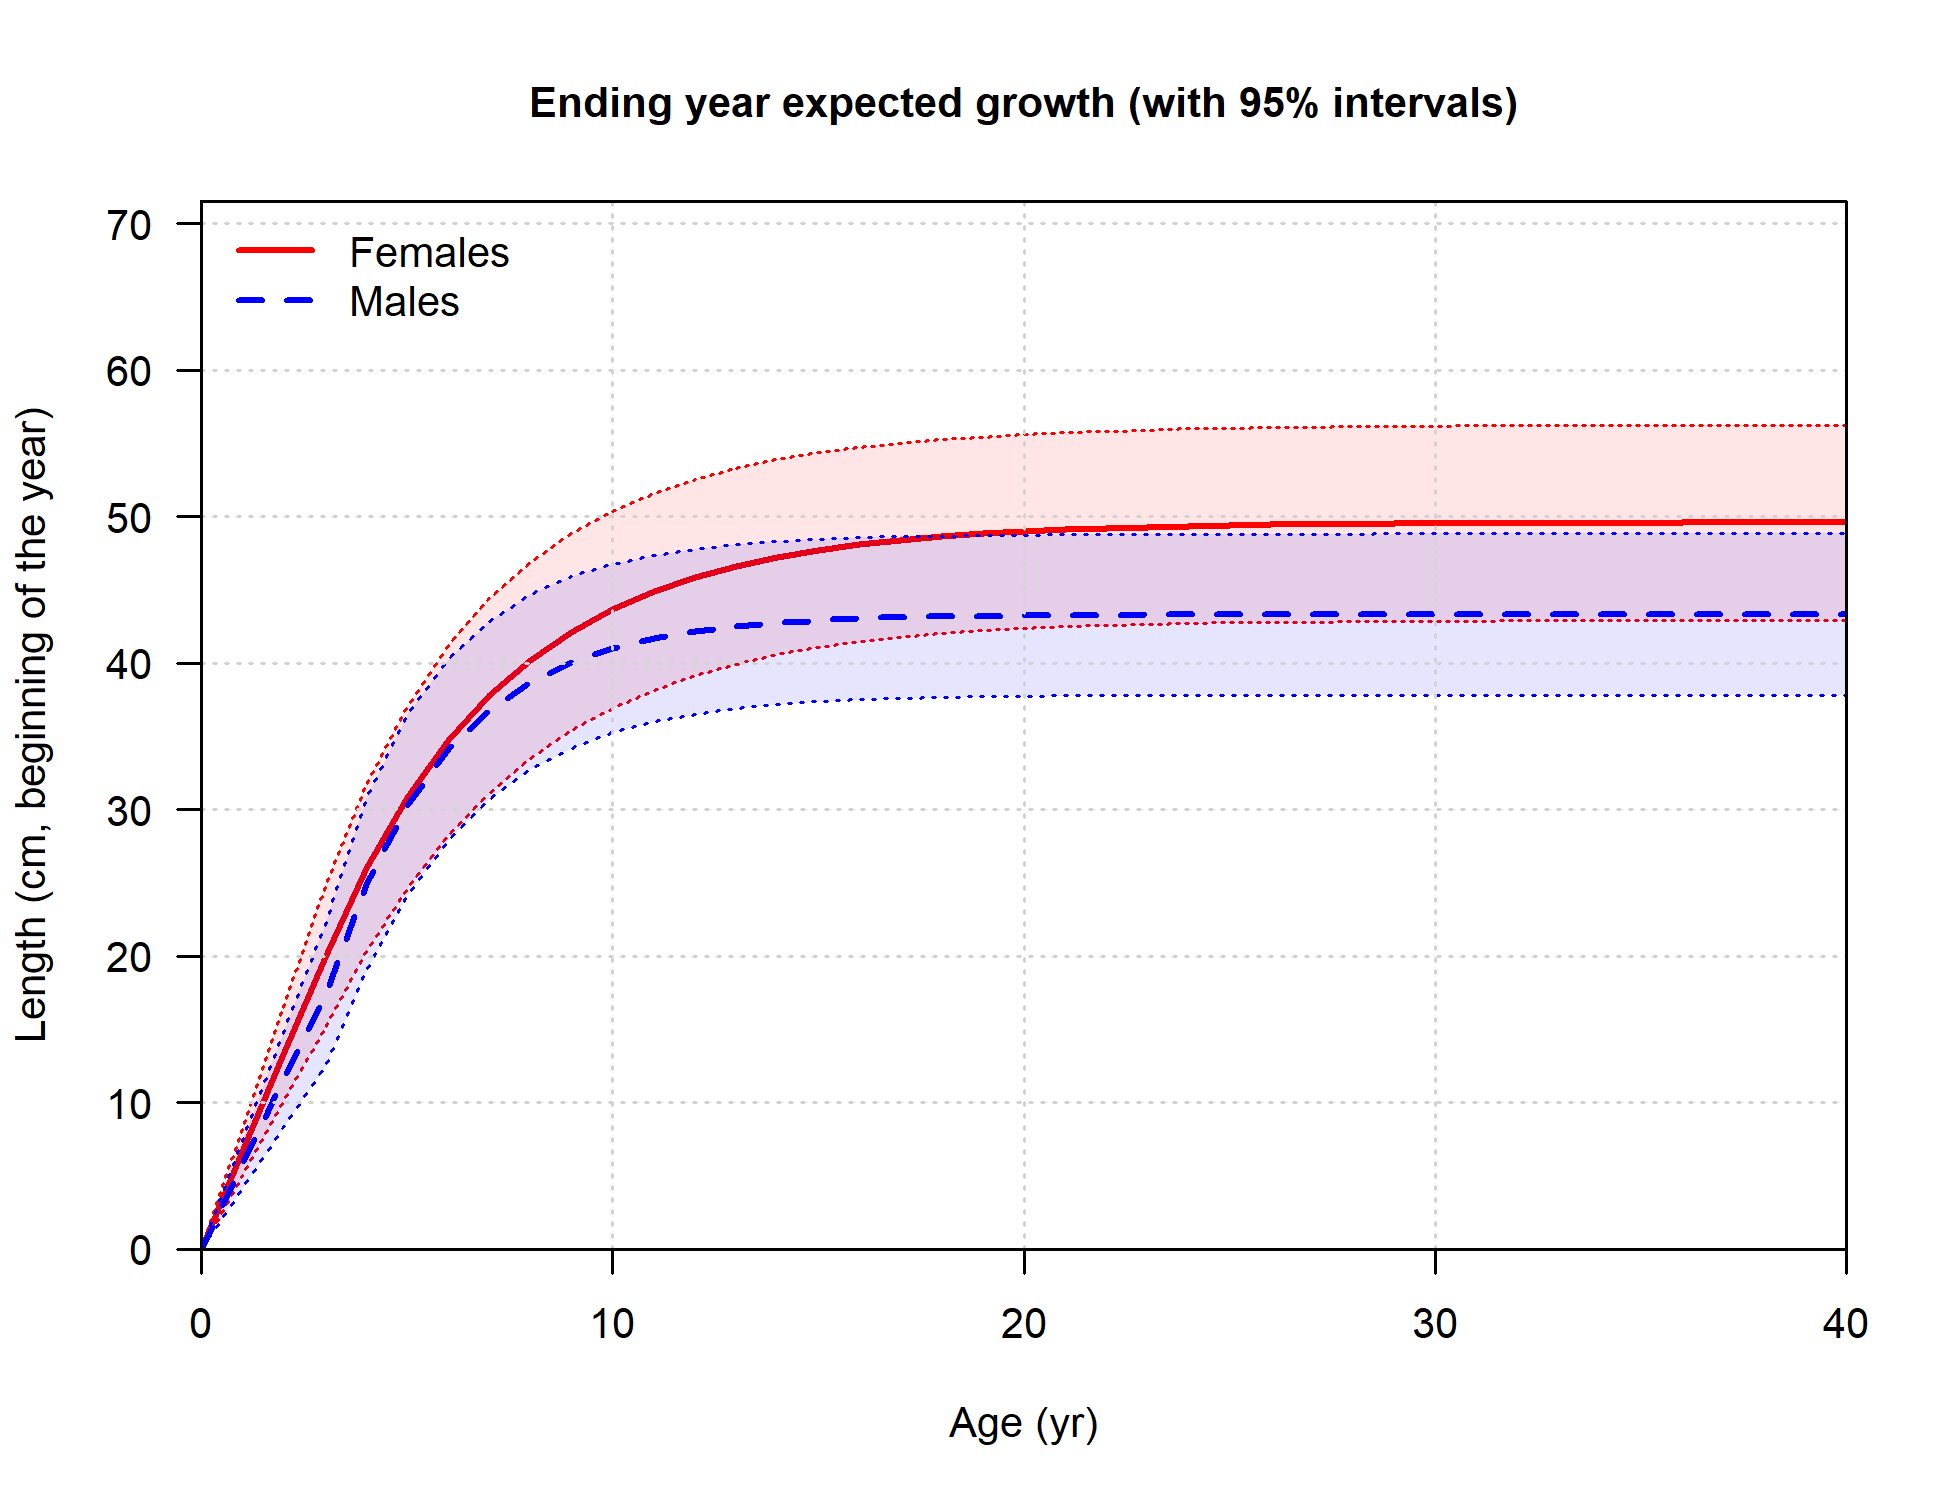 Ending year expected growth (with 95% intervals)
Females
Males
70
60
50
40
30
20
10
0
Length (cm, beginning of the year)
0 10 20 30 40
Age (yr)